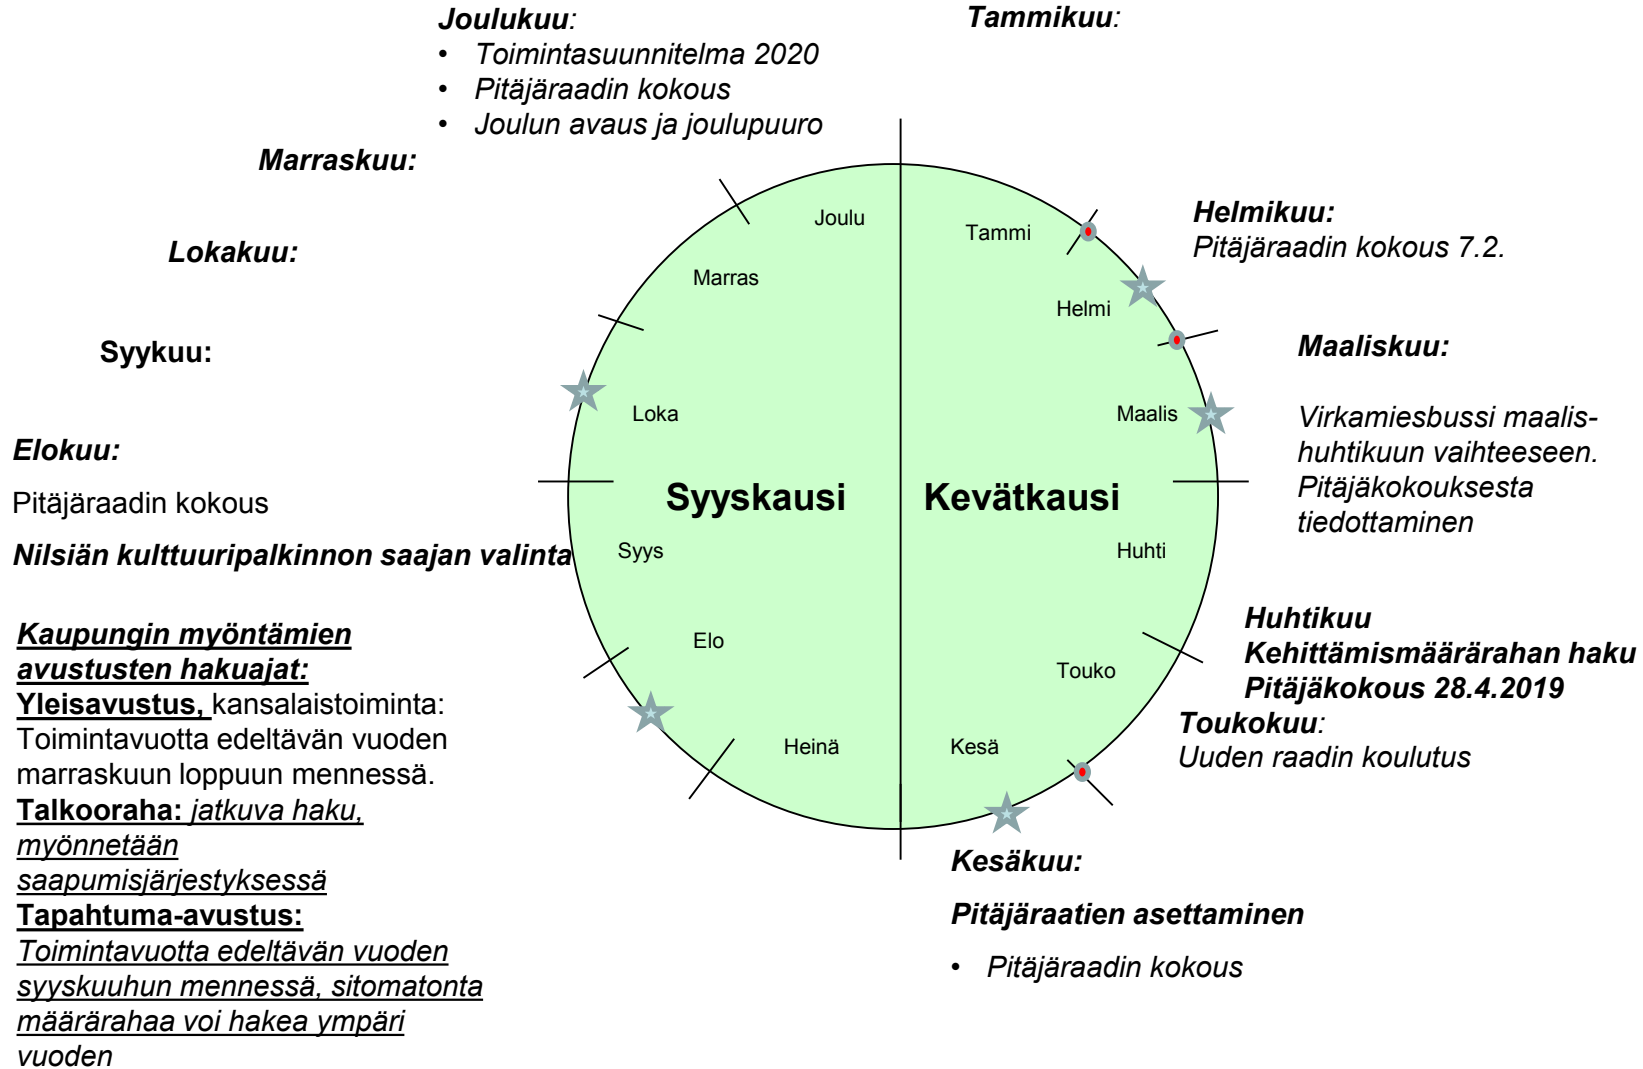 Joulukuu:
• Toimintasuunnitelma 2020
• Pitäjäraadin kokous
• Joulun avaus ja joulupuuro
Tammikuu:
Marraskuu:
Lokakuu:
Syykuu:
Elokuu:
Pitäjäraadin kokous
Nilsiän kulttuuripalkinnon saajan valinta
Kaupungin myöntämien
avustusten hakuajat:
Yleisavustus, kansalaistoiminta:
Toimintavuotta edeltävän vuoden
marraskuun loppuun mennessä.
Talkooraha: jatkuva haku,
myönnetään
saapumisjärjestyksessä
Tapahtuma-avustus:
Toimintavuotta edeltävän vuoden
syyskuuhun mennessä, sitomatonta
määrärahaa voi hakea ympäri
vuoden
Joulu
Marras
Loka
Syyskausi
Syys
Elo
Heinä
Tammi
Helmi
Maalis
Kevätkausi
Huhti
Touko
Kesä
Helmikuu:
Pitäjäraadin kokous 7.2.
Maaliskuu:
Virkamiesbussi maalis-
huhtikuun vaihteeseen.
Pitäjäkokouksesta
tiedottaminen
Huhtikuu
Kehittämismäärärahan haku
Pitäjäkokous 28.4.2019
Toukokuu:
Uuden raadin koulutus
Kesäkuu:
Pitäjäraatien asettaminen
• Pitäjäraadin kokous